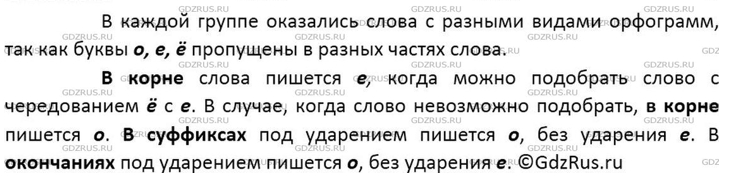 В каждой группе оказались слова с разными видами орфограмм,
так как буквы о, е, ё пропущены в разных частях слова.
В корне слова пишется е, когда можно подобрать слово с
чередованием ё с е. В случае, когда слово невозможно подобрать, в корне
пишется о. В суффиксах под ударением пишется о, без ударения е. В
окончаниях под ударением пишется о, без ударения е. ©GdzRus.ru